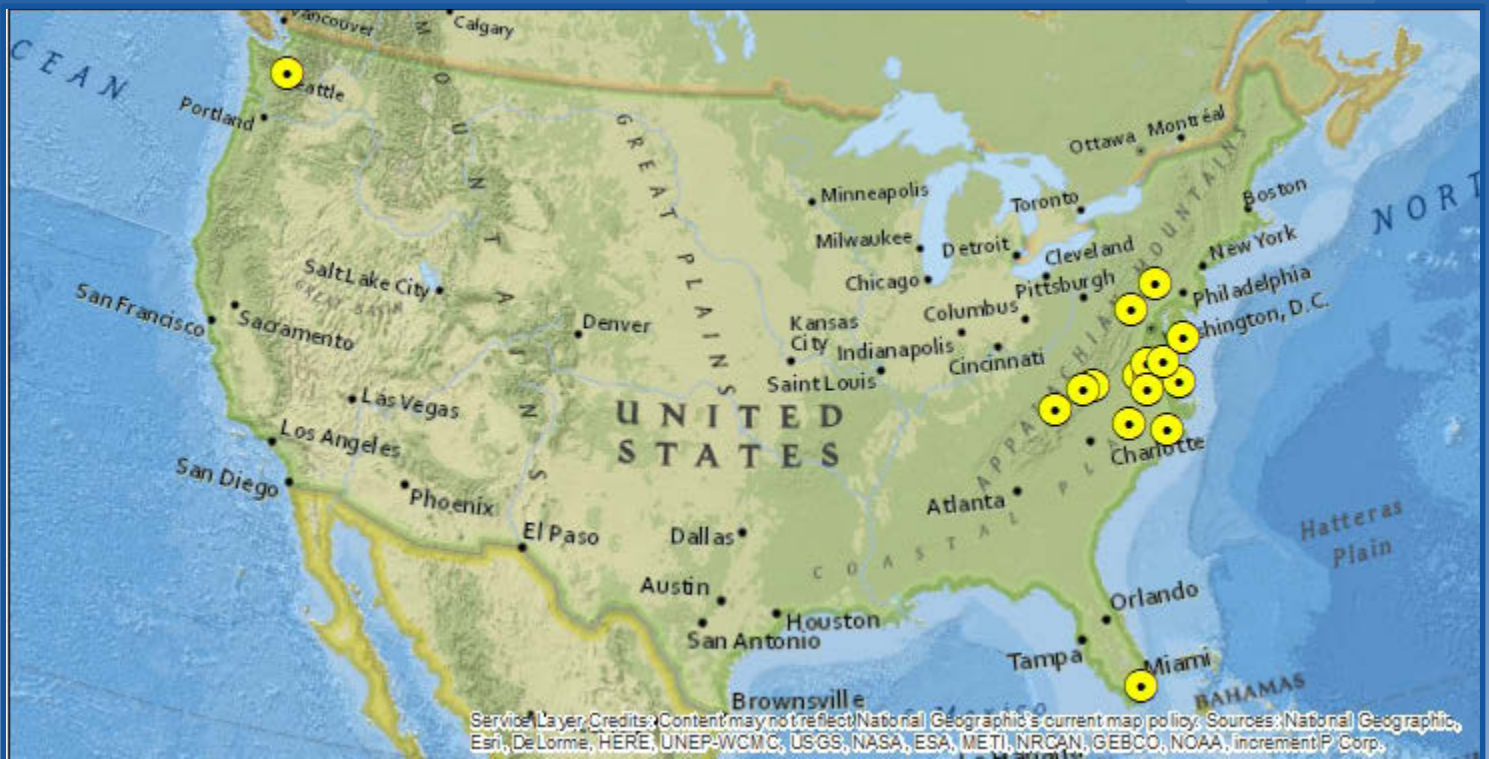 Vancouver
Calgary
CEAN
M O U N T A I N S
eattle
Portland
GREAT PLAINS
Ottawa
Montréal
Minneapolis
Toronto
Boston
MOUNTAINS
NORT
Milwaukee
Detroit
Cleveland
New York
Salt Lake City
Chicago
Pittsburgh
Philadelphia
GREAT BASIN
San Francisco
Sacramento
Denver
Kansas
City
Columbus
Indianapolis
shington, D.C.
Cincinnati
Saint Louis
Las Vegas
UNITED
STATES
Los Angeles
Charlotte
San Diego
Phoenix
Atlanta
El Paso
Dallas
COASTAL
Hatteras
Plain
Austin
Orlando
Houston
San Antonio
Tampa
Miami
BAHAMAS
Brownsville
Service Layer Credits: Content may not reflect National Geographic's current map policy. Sources: National Geographic,
Esri, DeLorme, HERE, UNEP-WCMC, USGS, NASA, ESA, METI, NRCAN, GEBCO, NOAA, increment P Corp.